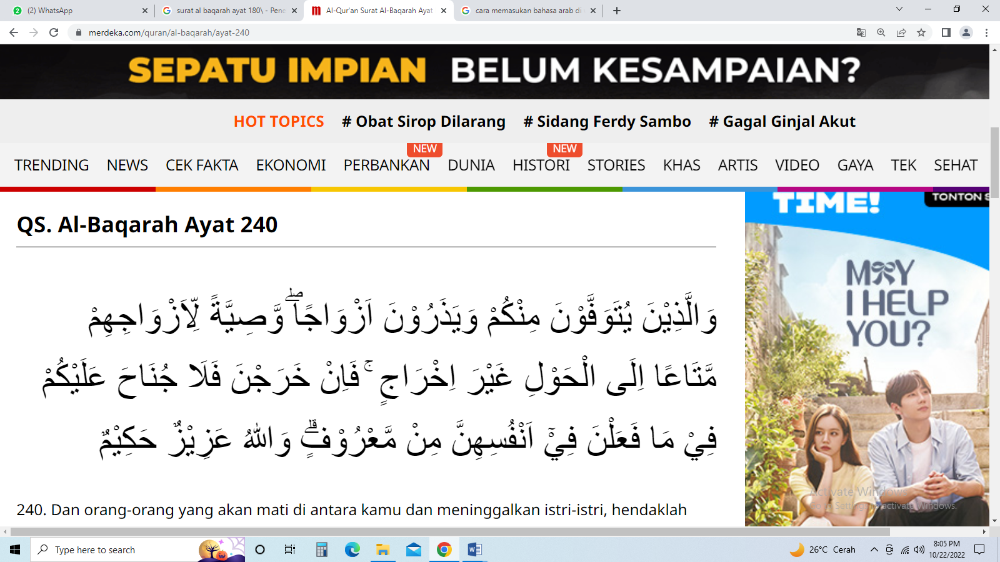 (2) WhatsApp
surat al baqarah ayat 180\ - Pene
Al-Qur'an Surat Al-Baqarah Ayat
cara memasukan bahasa arab di
merdeka.com/quran/al-baqarah/ayat-240
SEPATU IMPIAN BELUM KESAMPAIAN?
HOT TOPICS # Obat Sirop Dilarang # Sidang Ferdy Sambo # Gagal Ginjal Akut
NEW NEW
TRENDING NEWS CEK FAKTA EKONOMI PERBANKAN DUNIA HISTORI STORIES KHAS ARTIS VIDEO GAYA TEK SEHAT
TIME!
TONTON S
QS. Al-Baqarah Ayat 240
وَالَّذِيْنَ يُتَوَفَّوْنَ مِنْكُمْ وَيَذَرُوْنَ اَزْوَاجًاۖ وَّصِيَّةً لِّاَزْوَاجِهِمْ
مَّتَاعًا اِلَى الْحَوْلِ غَيْرَ اِخْرَاجٍ ۚ فَاِنْ خَرَجْنَ فَلَا جُنَاحَ عَلَيْكُمْ
فِيْ مَا فَعَلْنَ فِيْٓ اَنْفُسِهِنَّ مِنْ مَّعْرُوْفٍۗ وَاللّٰهُ عَزِيْزٌ حَكِيْمٌ
240. Dan orang-orang yang akan mati di antara kamu dan meninggalkan istri-istri, hendaklah
MAY
I HELP
YOU?
Activate Windows
Go to Settings to activate Windows.
Type here to search
26°C Cerah
8:05 PM
10/22/2022